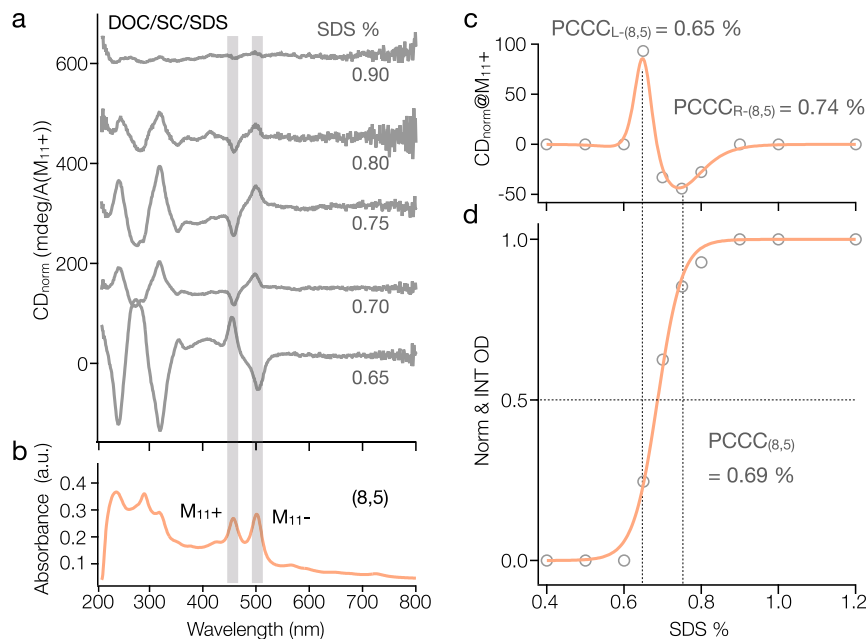 a
DOC/SC/SDS
SDS %
CDnorm (mdeg/A(M11+))
600
400
200
0
0.90
0.80
0.75
0.70
0.65
b
Absorbance (a.u.)
0.4
0.3
0.2
0.1
M11+
M11-
(8,5)
200
300
400
500
600
700
800
Wavelength (nm)
c
CDnorm@M11+
100
50
0
-50
PCCCL-(8,5) = 0.65 %
PCCCR-(8,5) = 0.74 %
d
Norm & INT OD
1.0
0.5
0.0
PCCC(8,5)
= 0.69 %
0.4
0.6
0.8
1.0
1.2
SDS %